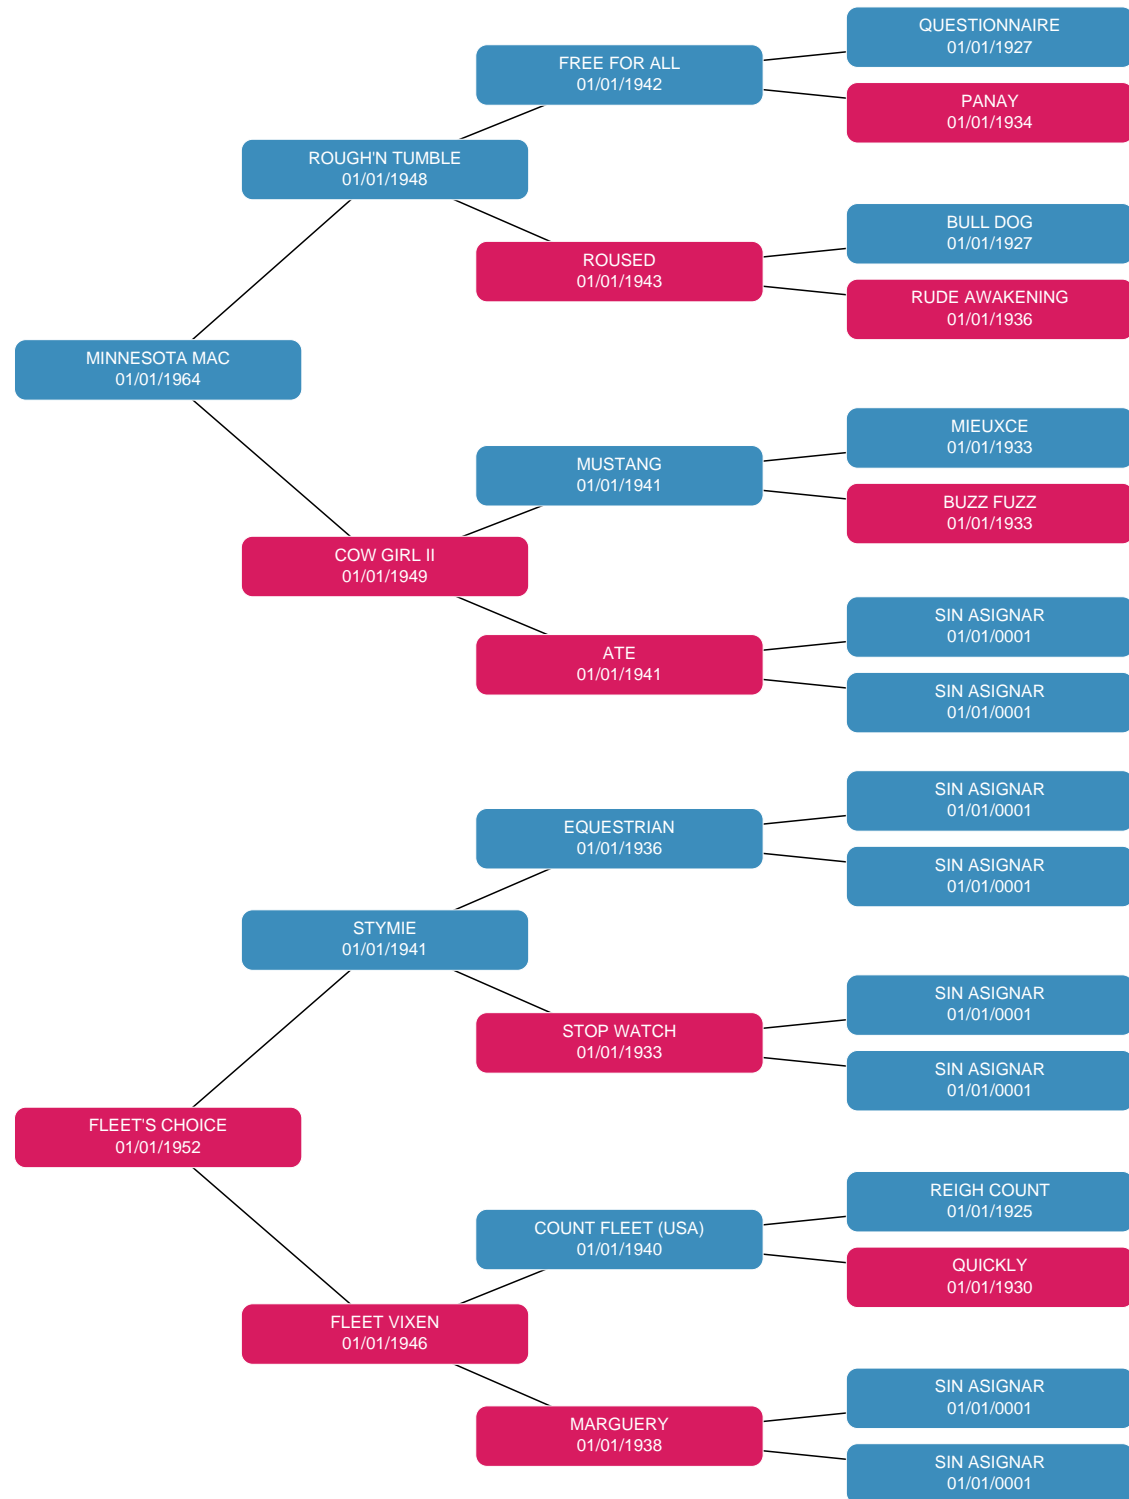 QUESTIONNAIRE
01/01/1927
FREE FOR ALL
01/01/1942
PANAY
01/01/1934
ROUGH'N TUMBLE
01/01/1948
BULL DOG
01/01/1927
ROUSED
01/01/1943
RUDE AWAKENING
01/01/1936
MINNESOTA MAC
01/01/1964
MIEUXCE
01/01/1933
MUSTANG
01/01/1941
BUZZ FUZZ
01/01/1933
COW GIRL II
01/01/1949
SIN ASIGNAR
01/01/0001
ATE
01/01/1941
SIN ASIGNAR
01/01/0001
SIN ASIGNAR
01/01/0001
EQUESTRIAN
01/01/1936
SIN ASIGNAR
01/01/0001
STYMIE
01/01/1941
SIN ASIGNAR
01/01/0001
STOP WATCH
01/01/1933
SIN ASIGNAR
01/01/0001
FLEET'S CHOICE
01/01/1952
REIGH COUNT
01/01/1925
COUNT FLEET (USA)
01/01/1940
QUICKLY
01/01/1930
FLEET VIXEN
01/01/1946
SIN ASIGNAR
01/01/0001
MARGUERY
01/01/1938
SIN ASIGNAR
01/01/0001